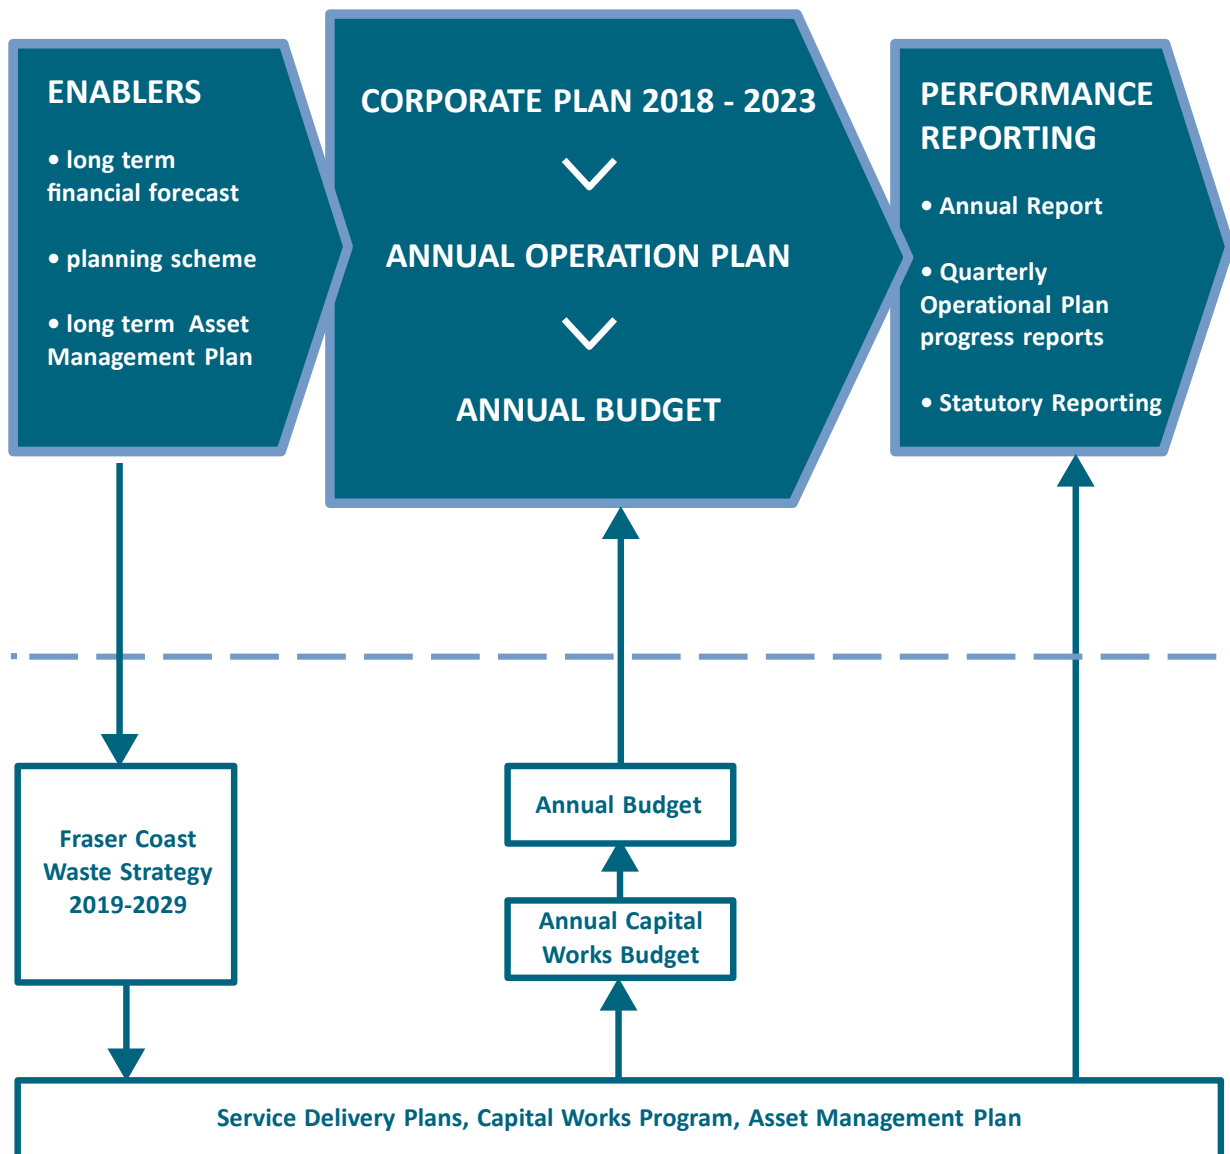 ENABLERS
• long term
financial forecast
• planning scheme
• long term Asset
Management Plan
CORPORATE PLAN 2018 - 2023
ANNUAL OPERATION PLAN
ANNUAL BUDGET
PERFORMANCE
REPORTING
• Annual Report
• Quarterly
Operational Plan
progress reports
• Statutory Reporting
Fraser Coast
Waste Strategy
2019-2029
Annual Budget
Annual Capital
Works Budget
Service Delivery Plans, Capital Works Program, Asset Management Plan